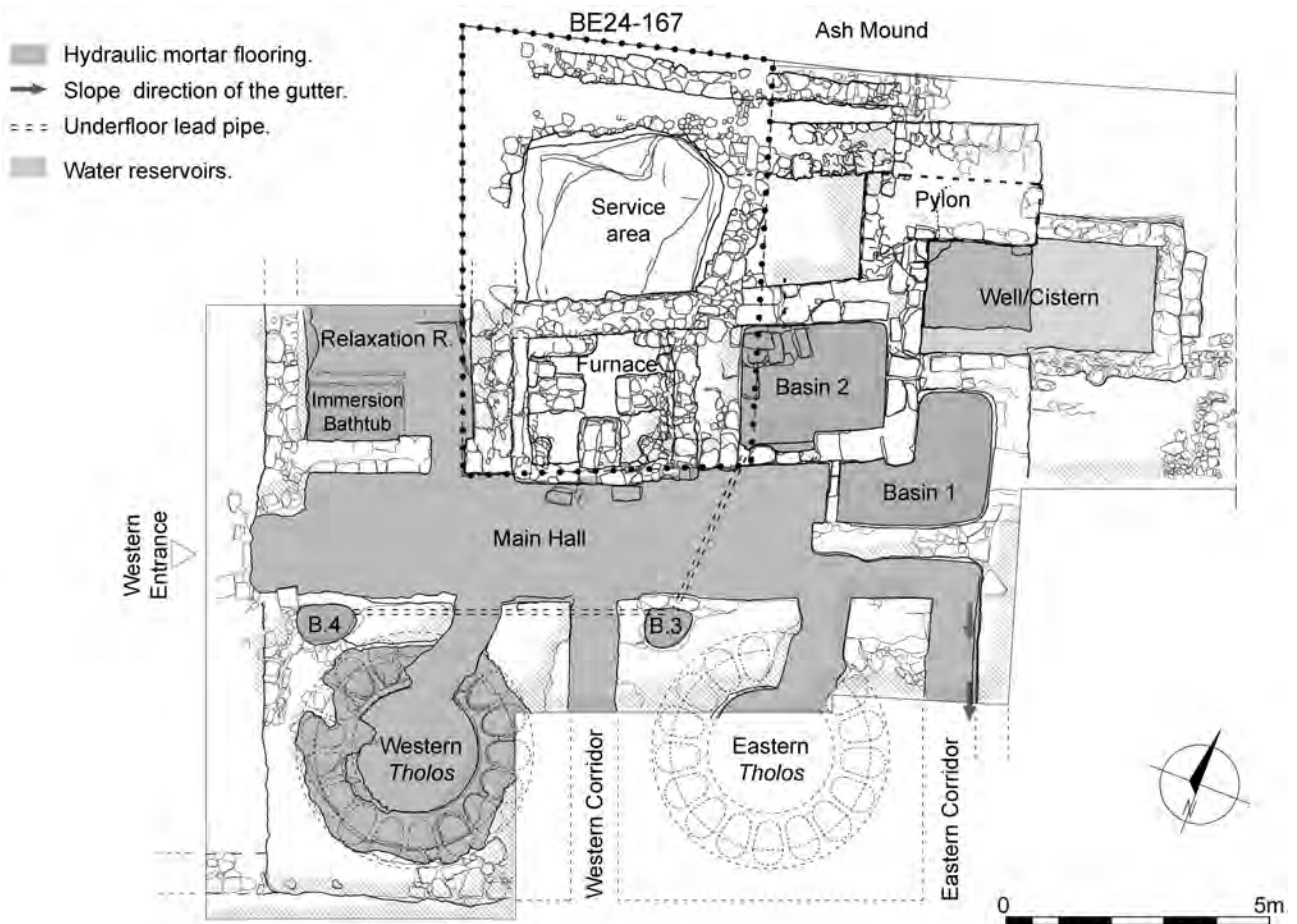 BE24-167
Ash Mound
Hydraulic mortar flooring.
Slope direction of the gutter.
Underfloor lead pipe.
Water reservoirs.
Service
area
Pylon
Well/Cistern
Relaxation R.
Furnace
Basin 2
Immersion
Bathtub
Basin 1
Main Hall
Western
Entrance
B.4
B.3
Western
Tholos
Eastern
Tholos
Western Corridor
Eastern Corridor
N
0
5m